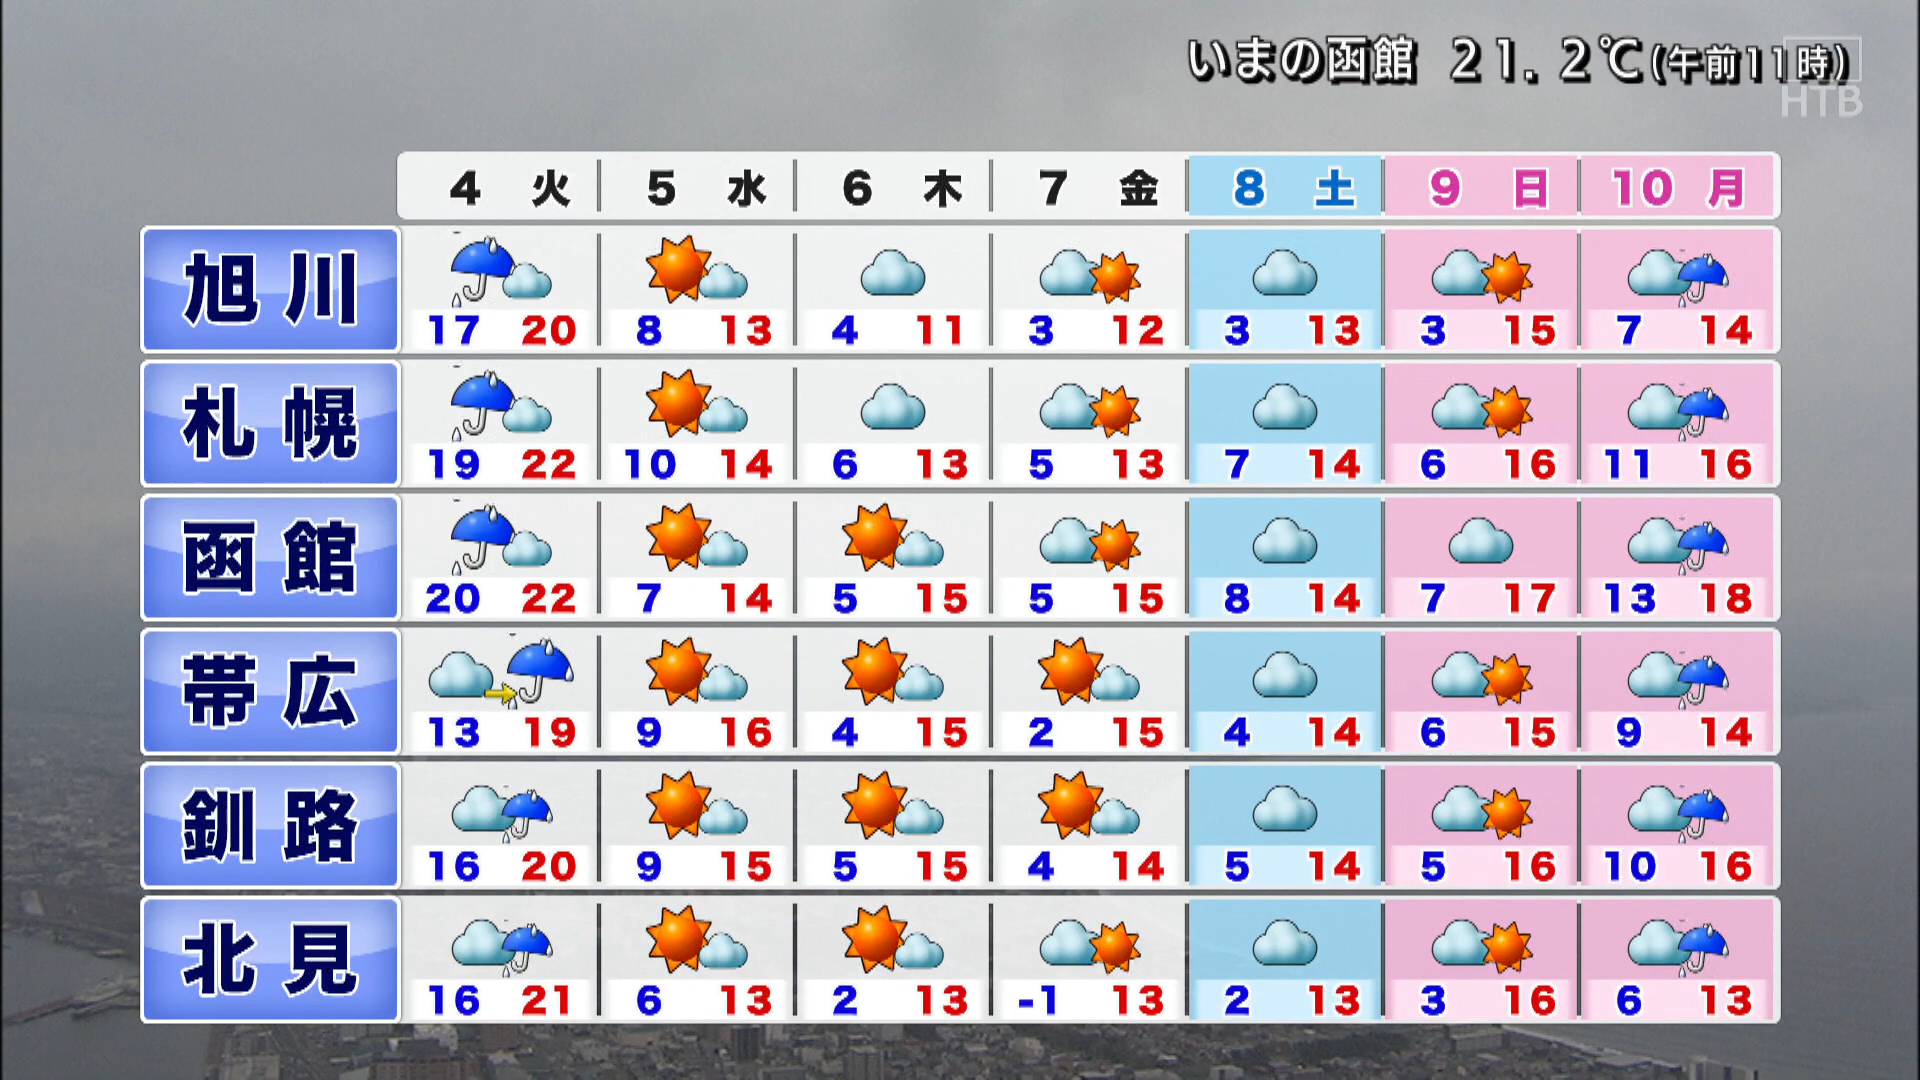 いまの函館 21.2℃(午前11時)
HTB
4 火 5 水 6 木 7 金 8 土 9 日 10 月
旭川
17 20 8 13 4 11 3 12 3 13 3 15 7 14
札幌
19 22 10 14 6 13 5 13 7 14 6 16 11 16
函館
20 22 7 14 5 15 5 15 8 14 7 17 13 18
帯広
13 19 9 16 4 15 2 15 4 14 6 15 9 14
釧路
16 20 9 15 5 15 4 14 5 14 5 16 10 16
北見
16 21 6 13 2 13 -1 13 2 13 3 16 6 13